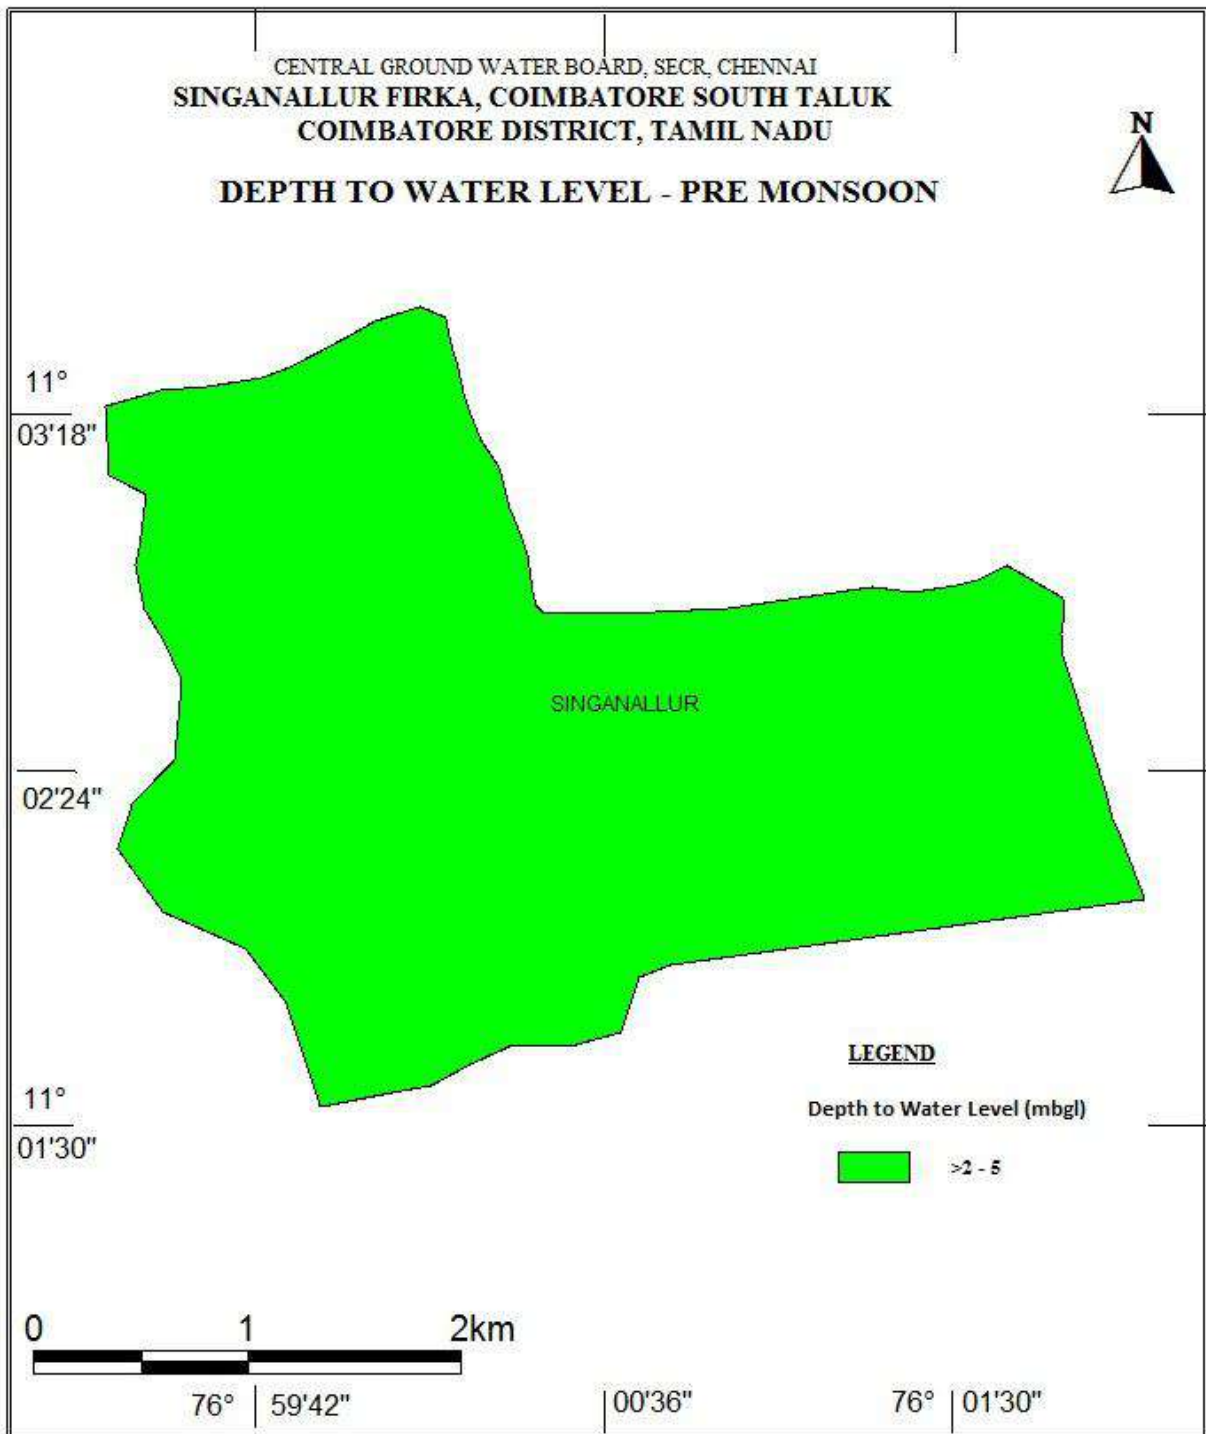 CENTRAL GROUND WATER BOARD, SECR, CHENNAI
SINGANALLUR FIRKA, COIMBATORE SOUTH TALUK
COIMBATORE DISTRICT, TAMIL NADU
N
DEPTH TO WATER LEVEL - PRE MONSOON
11°
03'18"
SINGANALLUR
02'24"
LEGEND
11°
Depth to Water Level (mbgl)
01'30"
>2 - 5
0 1 2km
76° 59'42" 00'36" 76° 01'30"